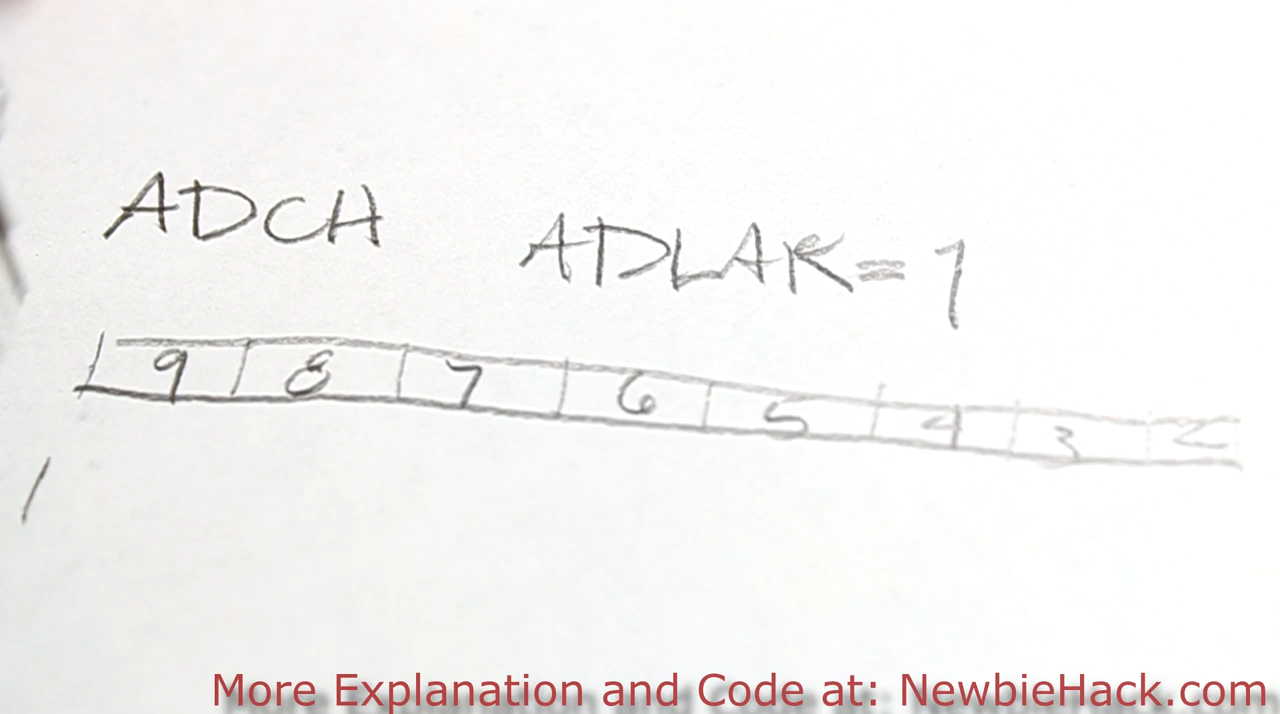 ADCH ADLAR=1
9 8 7 6 5 4 3 2
/
More Explanation and Code at: NewbieHack.com